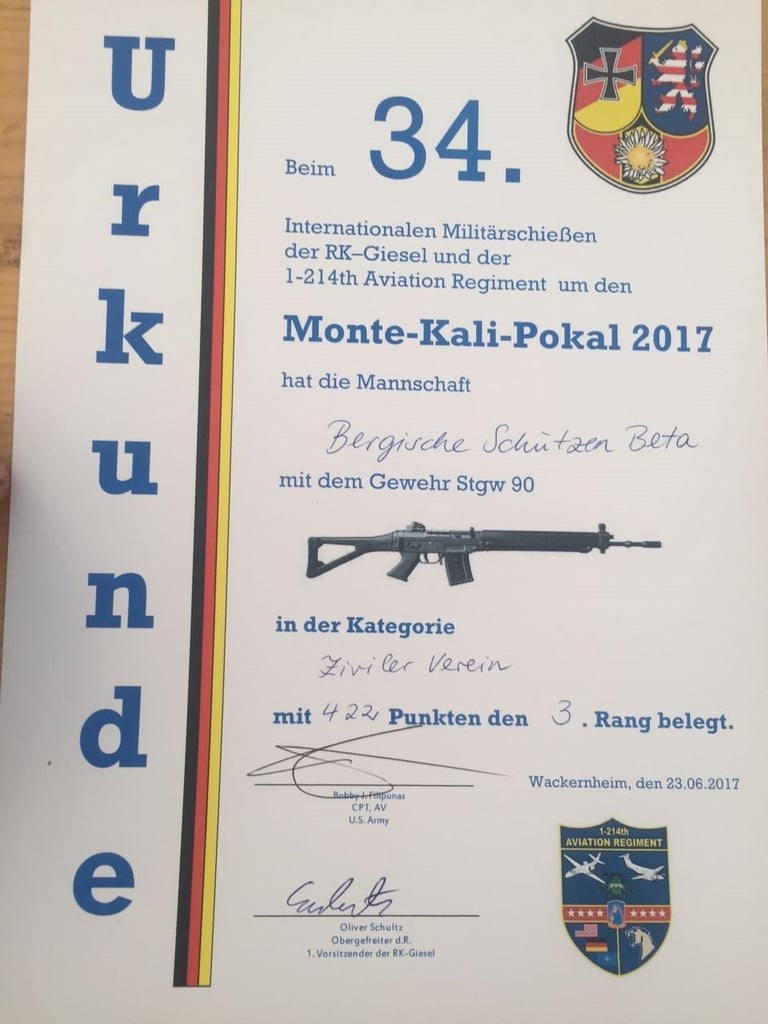 Urkunde
Beim 34.
Internationalen Militärschießen
der RK–Giesel und der
1-214th Aviation Regiment um den
Monte-Kali-Pokal 2017
hat die Mannschaft
Bergische Schützen Beta
mit dem Gewehr Stgw 90
in der Kategorie
Ziviler Verein
mit 422 Punkten den 3. Rang belegt.
Wackernheim, den 23.06.2017
Bobby J. Filipunas
CPT, AV
U.S. Army
1-214th
AVIATION REGIMENT
Oliver Schultz
Obergefreiter d.R.
1. Vorsitzender der RK-Giesel